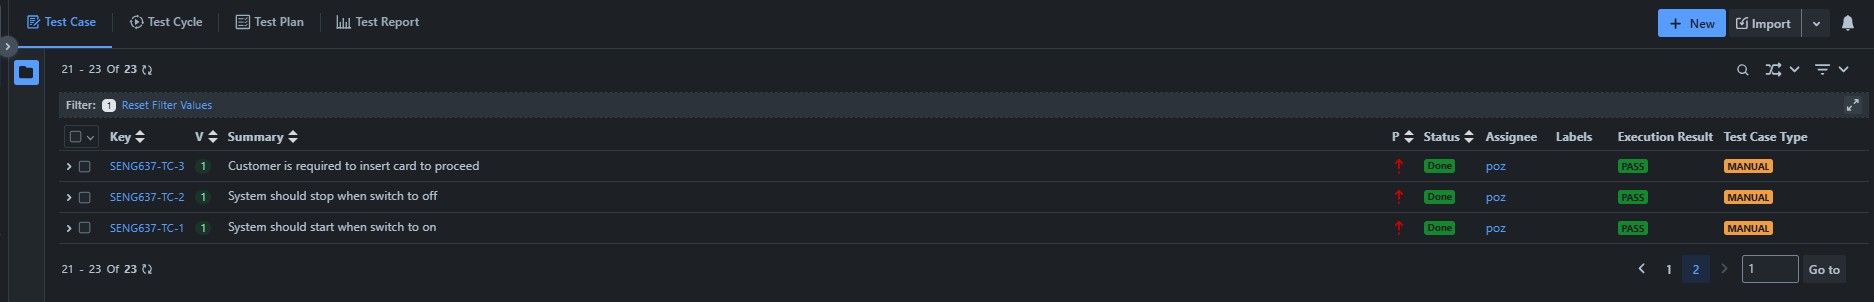 Test Case Test Cycle Test Plan Test Report + New Import
21 - 23 Of 23
Filter: 1 Reset Filter Values
Key V Summary P Status Assignee Labels Execution Result Test Case Type
SENG637-TC-3 1 Customer is required to insert card to proceed Done poz PASS MANUAL
SENG637-TC-2 1 System should stop when switch to off Done poz PASS MANUAL
SENG637-TC-1 1 System should start when switch to on Done poz PASS MANUAL
21 - 23 Of 23 1 2 1 Go to